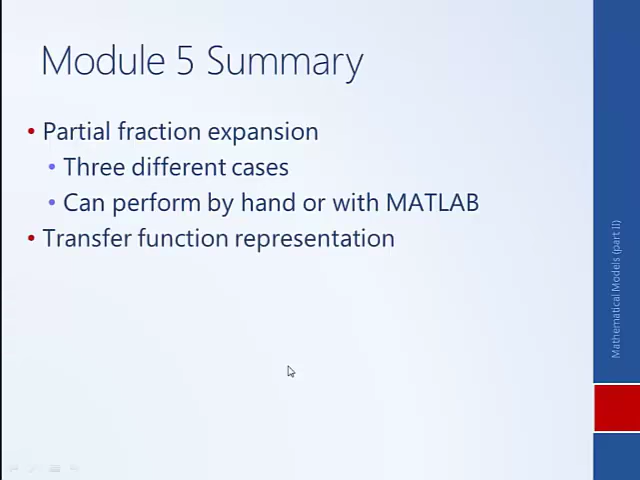 Module 5 Summary
• Partial fraction expansion
• Three different cases
• Can perform by hand or with MATLAB
• Transfer function representation
Mathematical Models (part II)